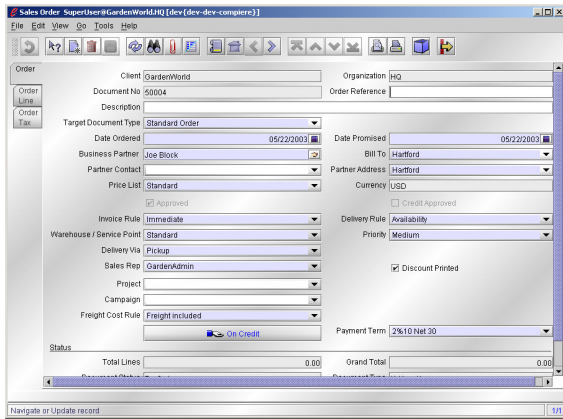 Sales Order SuperUser@GardenWorld.HQ [dev{dev-dev-compiere}]
File Edit View Go Tools Help
Order
Client GardenWorld Organization HQ
Document No 50004 Order Reference
Order Line
Description
Order Tax
Target Document Type Standard Order
Date Ordered 05/22/2003 Date Promised 05/22/2003
Business Partner Joe Block Bill To Hartford
Partner Contact Partner Address Hartford
Price List Standard Currency USD
Approved Credit Approved
Invoice Rule Immediate Delivery Rule Availability
Warehouse / Service Point Standard Priority Medium
Delivery Via Pickup
Sales Rep GardenAdmin Discount Printed
Project
Campaign
Freight Cost Rule Freight included
On Credit Payment Term 2%10 Net 30
Status
Total Lines 0.00 Grand Total 0.00
Navigate or Update record 1/1